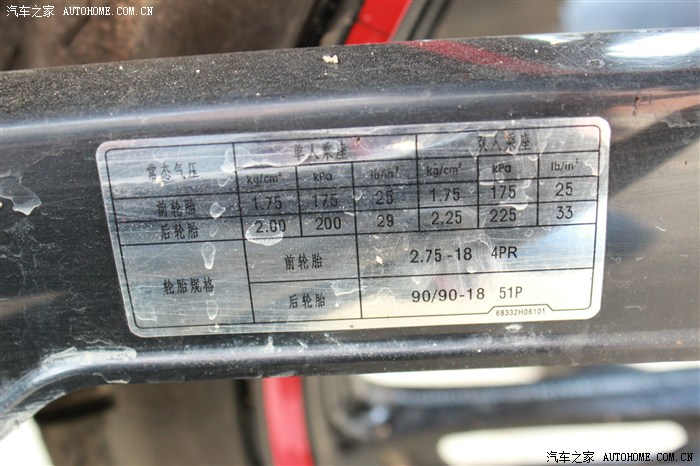 汽车之家 AUTOHOME.COM.CN
常态气压 单人乘座 双人乘座
kg/cm² kPa lb/in² kg/cm² kPa lb/in²
前轮胎 1.75 175 25 1.75 175 25
后轮胎 2.00 200 29 2.25 225 33
轮胎规格 前轮胎 2.75-18 4PR
后轮胎 90/90-18 51P
68332H06101
汽车之家 AUTOHOME.COM.CN